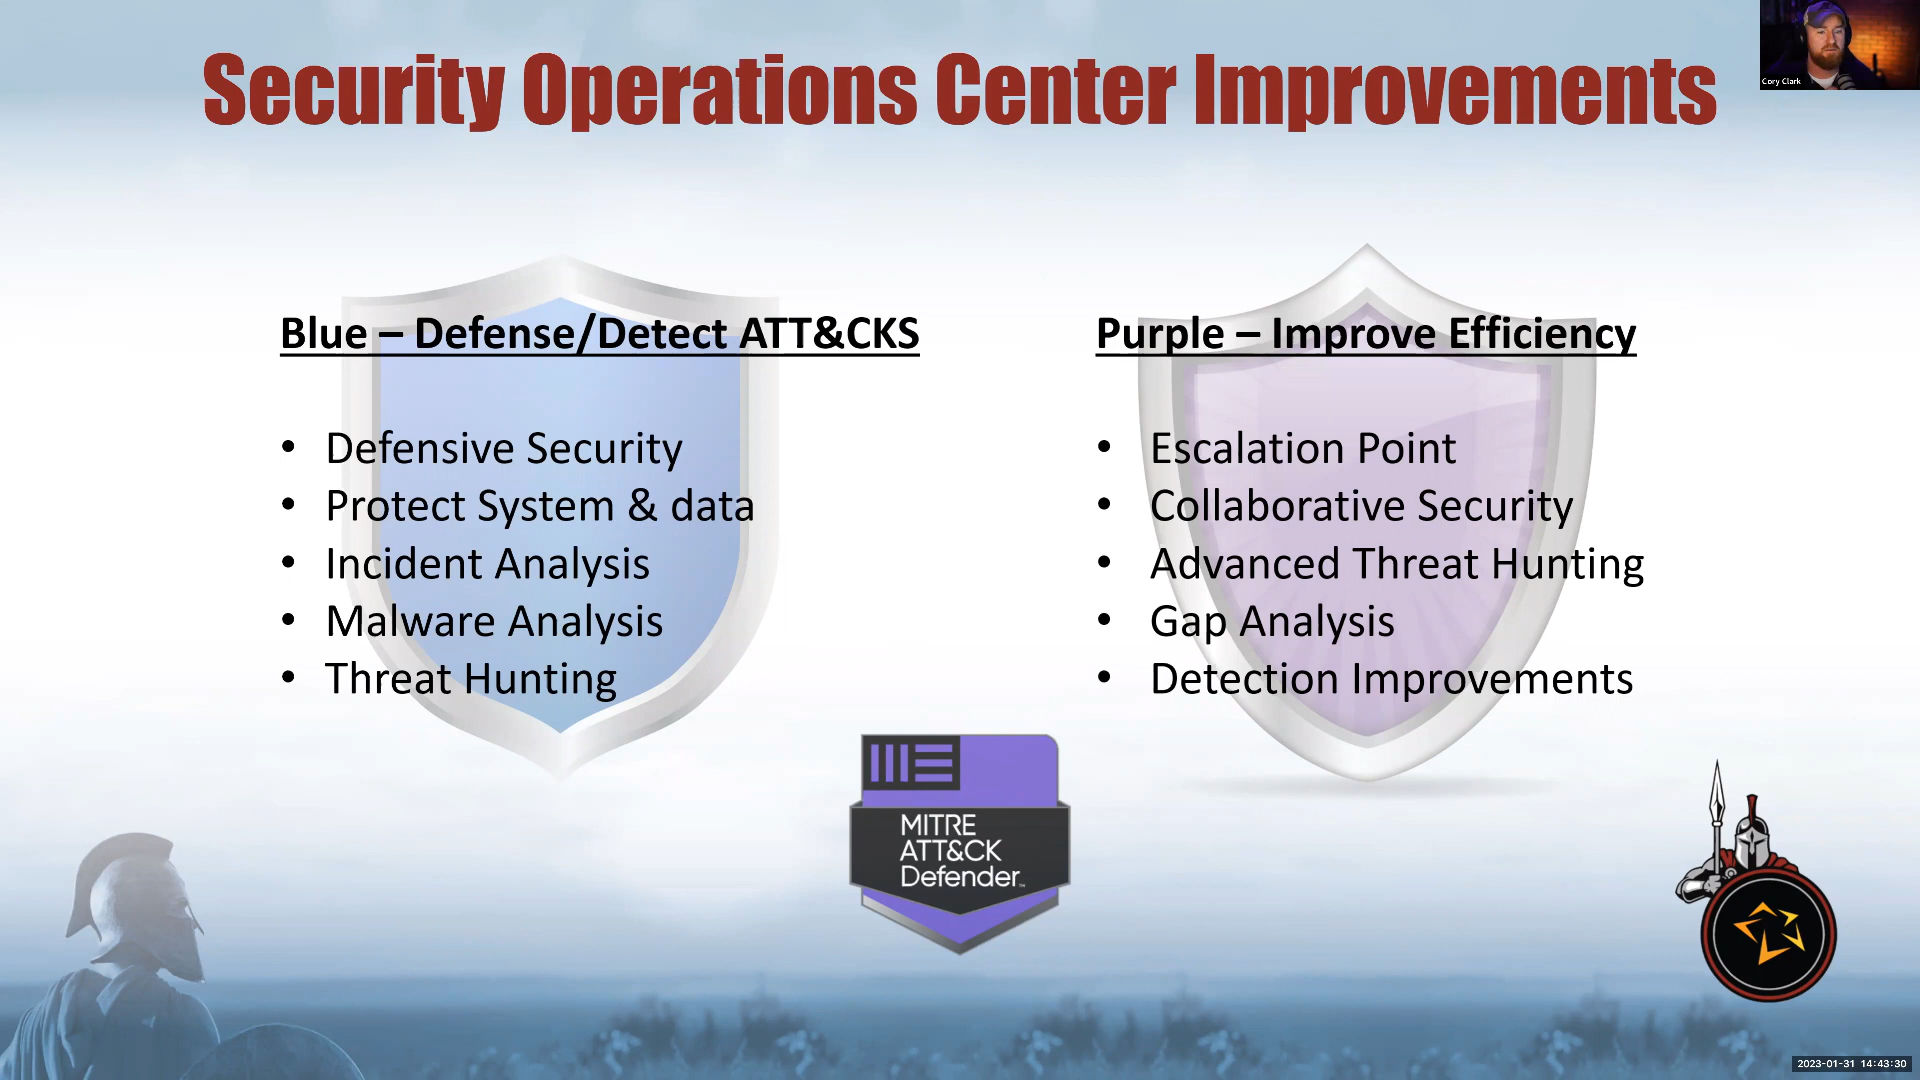 Security Operations Center Improvements
Cory Clark
Blue – Defense/Detect ATT&CKS
• Defensive Security
• Protect System & data
• Incident Analysis
• Malware Analysis
• Threat Hunting
Purple – Improve Efficiency
• Escalation Point
• Collaborative Security
• Advanced Threat Hunting
• Gap Analysis
• Detection Improvements
MITRE
ATT&CK
Defender™
2023-01-31 14:43:30